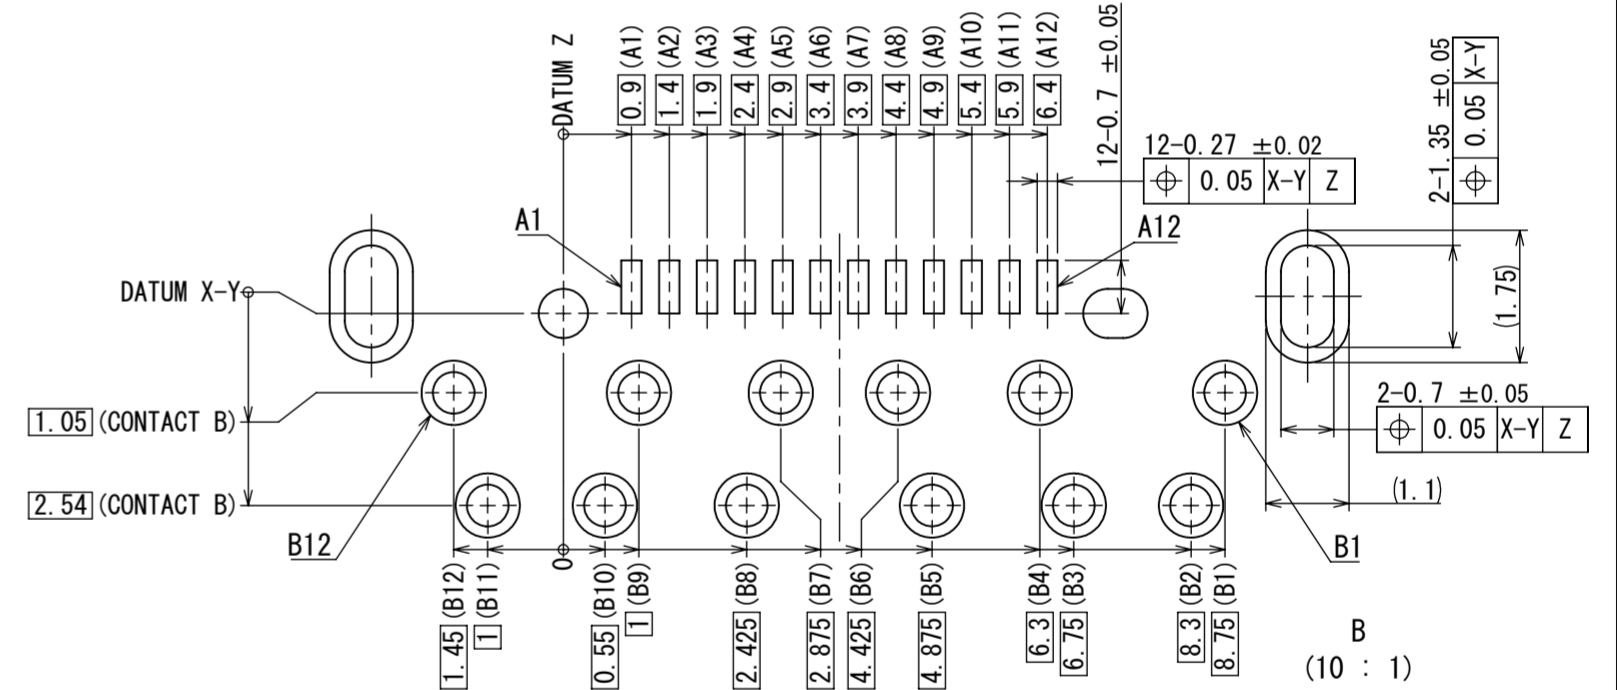 DATUM Z
0.9 (A1)
1.4 (A2)
1.9 (A3)
2.4 (A4)
2.9 (A5)
3.4 (A6)
3.9 (A7)
4.4 (A8)
4.9 (A9)
5.4 (A10)
5.9 (A11)
6.4 (A12)
12-0.7 ±0.05
12-0.27 ±0.02
⌖ 0.05 X-Y Z
2-1.35 ±0.05
⌖ 0.05 X-Y
A1
A12
DATUM X-Y
(1.75)
2-0.7 ±0.05
⌖ 0.05 X-Y Z
(1.1)
1.05 (CONTACT B)
2.54 (CONTACT B)
B12
B1
0
1.45 (B12)
1 (B11)
0.55 (B10)
1 (B9)
2.425 (B8)
2.875 (B7)
4.425 (B6)
4.875 (B5)
6.3 (B4)
6.75 (B3)
8.3 (B2)
8.75 (B1)
B
(10 : 1)